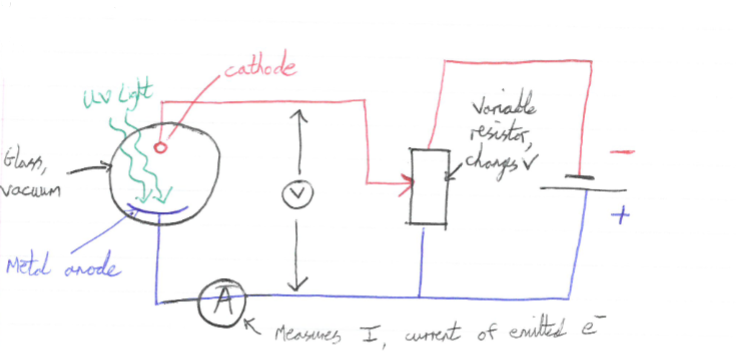 cathode
UV Light
Variable
resistor,
changes V
Glass,
vacuum
V
−
+
Metal anode
A
Measures I, current of emitted e⁻